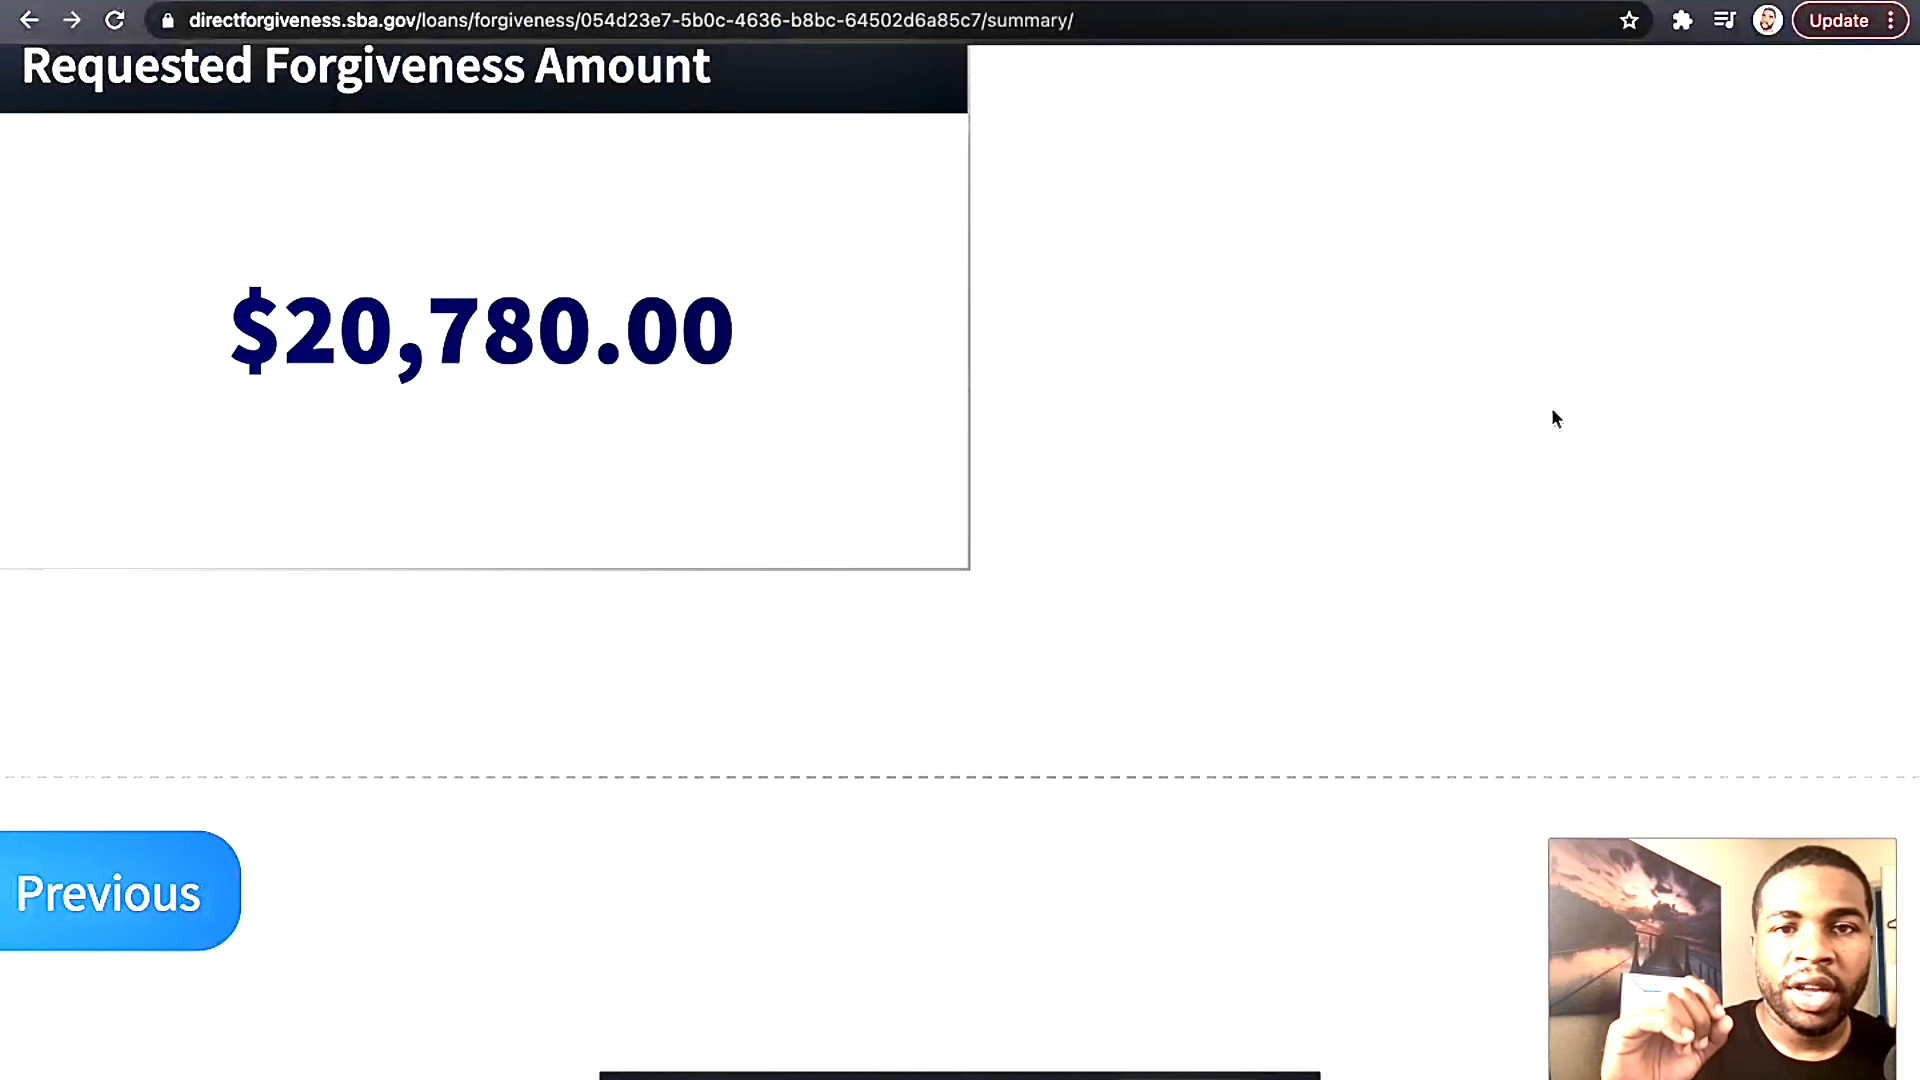 directforgiveness.sba.gov/loans/forgiveness/054d23e7-5b0c-4636-b8bc-64502d6a85c7/summary/
Update
Requested Forgiveness Amount
$20,780.00
Previous